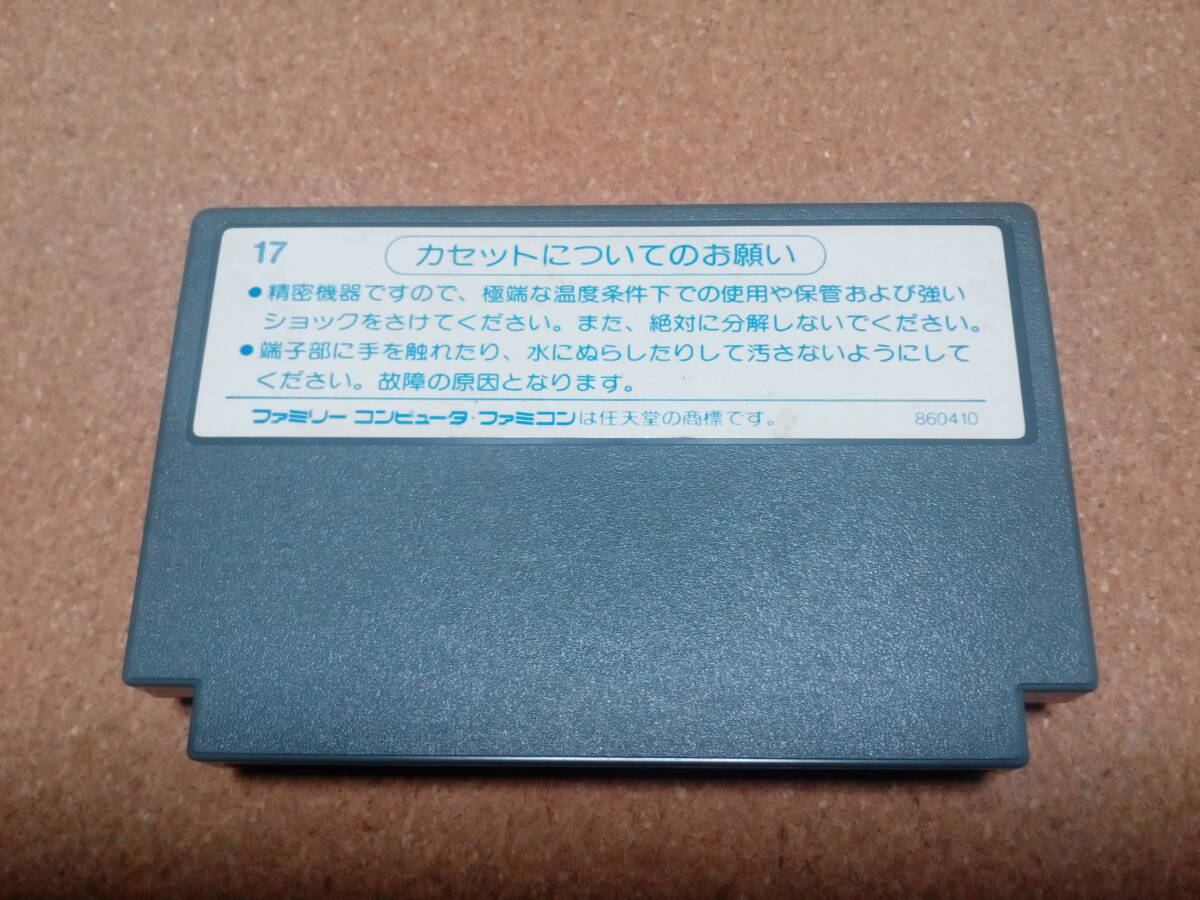 17 カセットについてのお願い
●精密機器ですので、極端な温度条件下での使用や保管および強い
ショックをさけてください。また、絶対に分解しないでください。
●端子部に手を触れたり、水にぬらしたりして汚さないようにして
ください。故障の原因となります。
ファミリー コンピュータ・ファミコンは任天堂の商標です。 860410